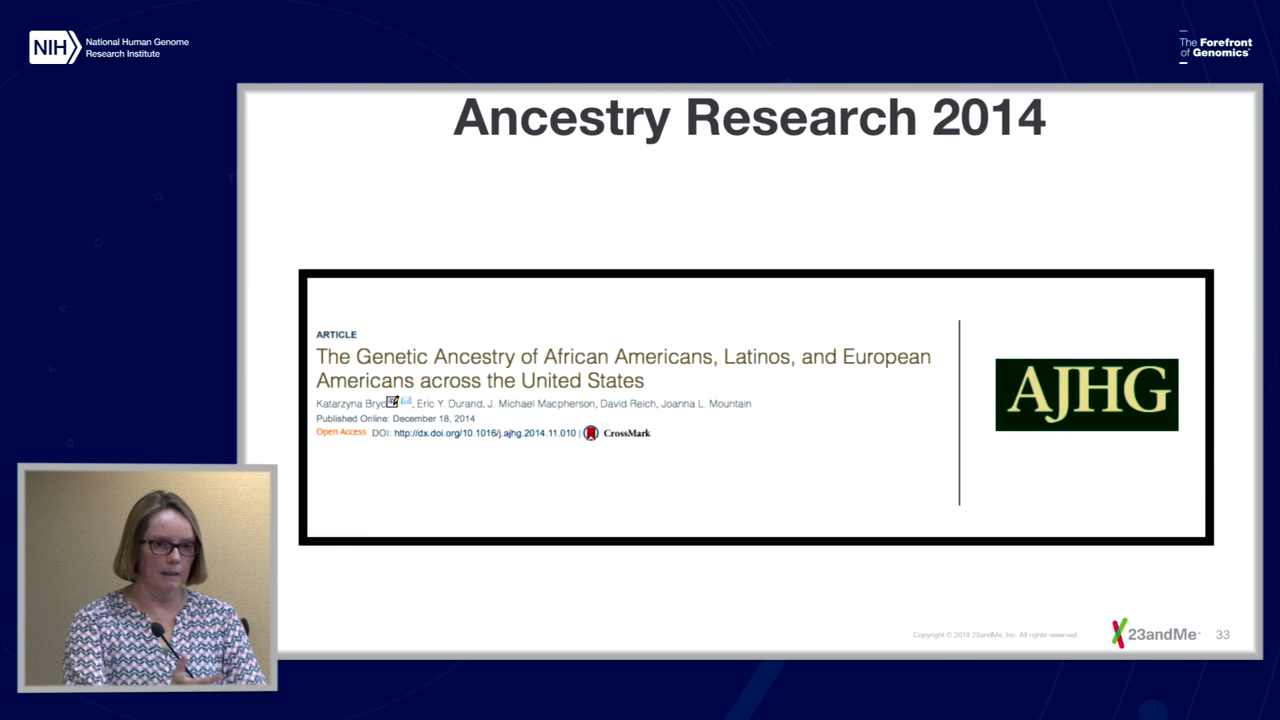 NIH
National Human Genome
Research Institute
The Forefront
of Genomics®
Ancestry Research 2014
ARTICLE
The Genetic Ancestry of African Americans, Latinos, and European
Americans across the United States
Katarzyna Bryc, Eric Y. Durand, J. Michael Macpherson, David Reich, Joanna L. Mountain
Published Online: December 18, 2014
Open Access DOI: http://dx.doi.org/10.1016/j.ajhg.2014.11.010 | CrossMark
AJHG
Copyright © 2019 23andMe, Inc. All rights reserved.
23andMe
33